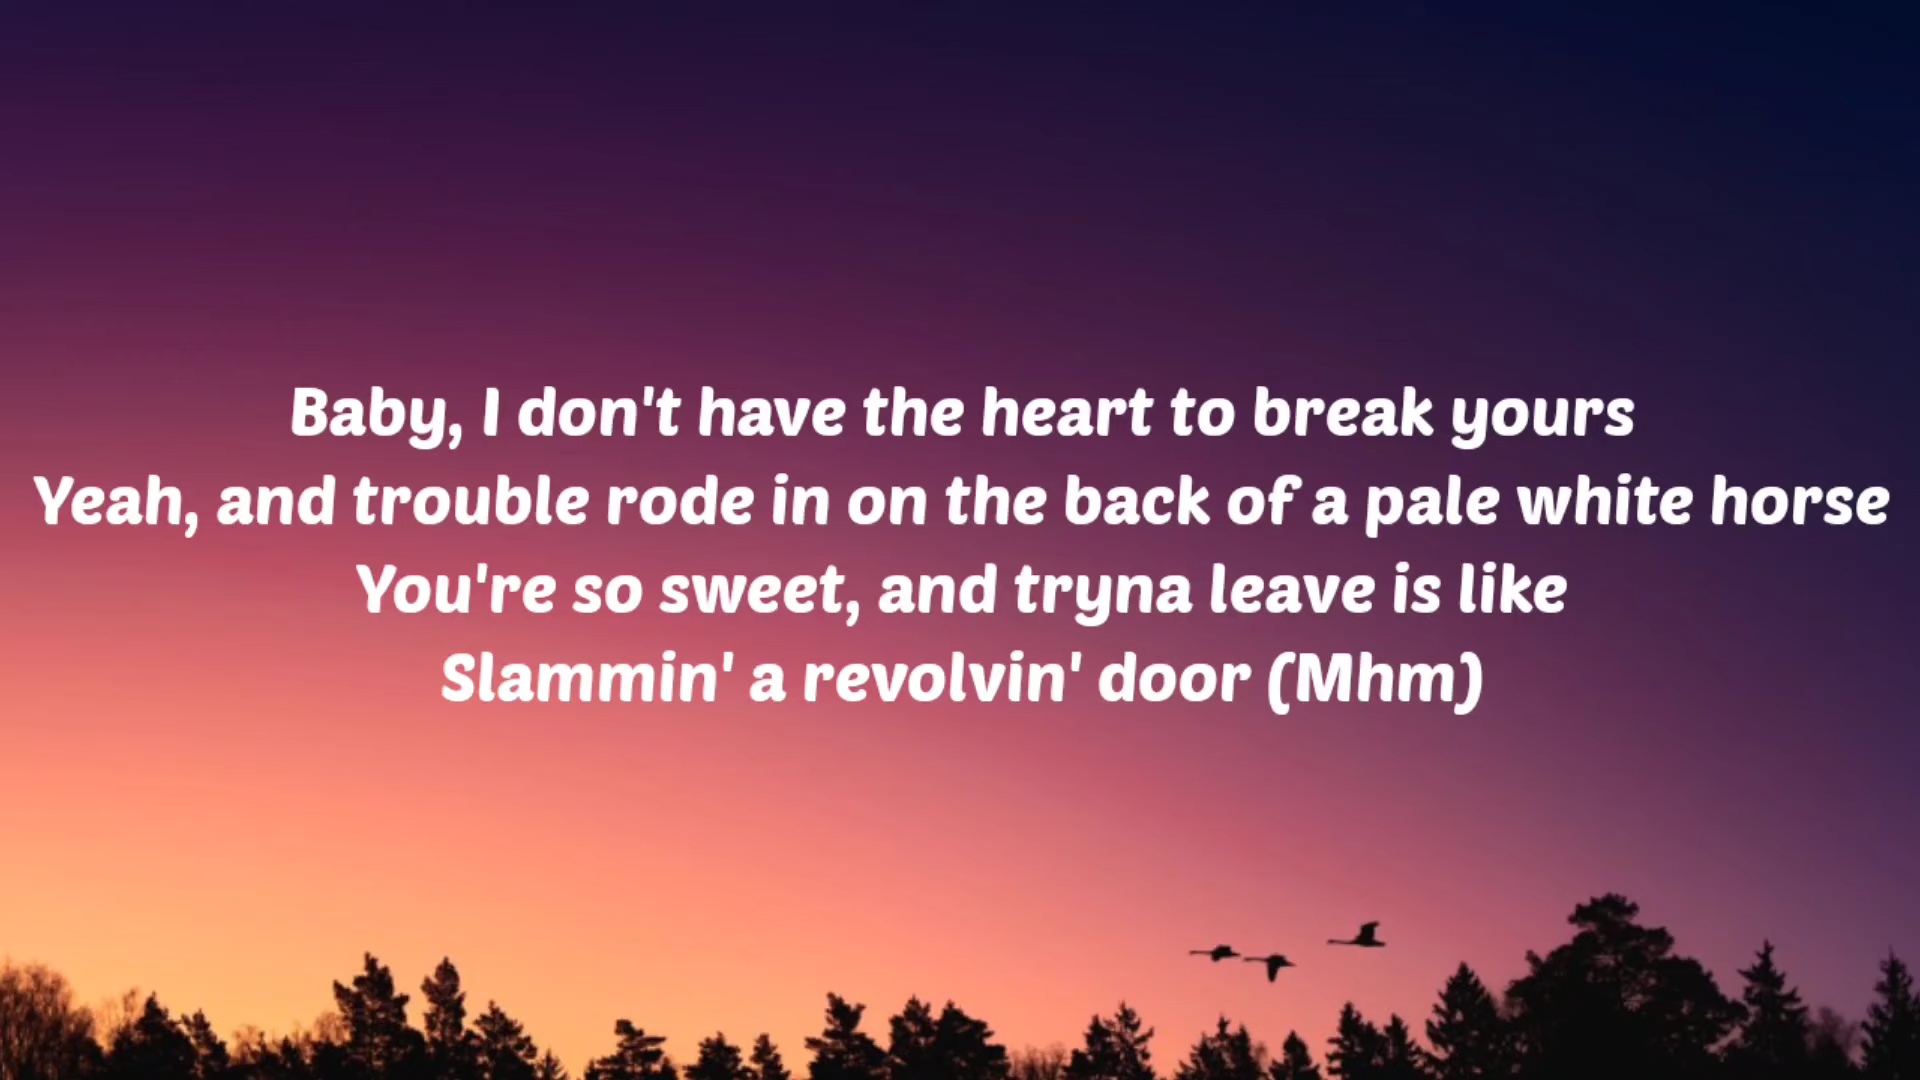 Baby, I don't have the heart to break yours
Yeah, and trouble rode in on the back of a pale white horse
You're so sweet, and tryna leave is like
Slammin' a revolvin' door (Mhm)